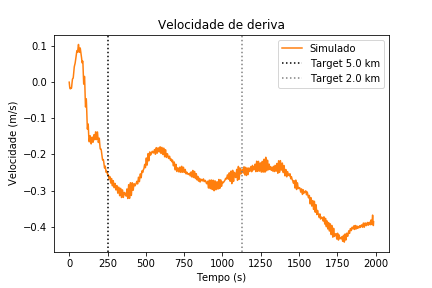 Velocidade de deriva
Simulado
Target 5.0 km
Target 2.0 km
Velocidade (m/s)
0.1
0.0
−0.1
−0.2
−0.3
−0.4
0 250 500 750 1000 1250 1500 1750 2000
Tempo (s)